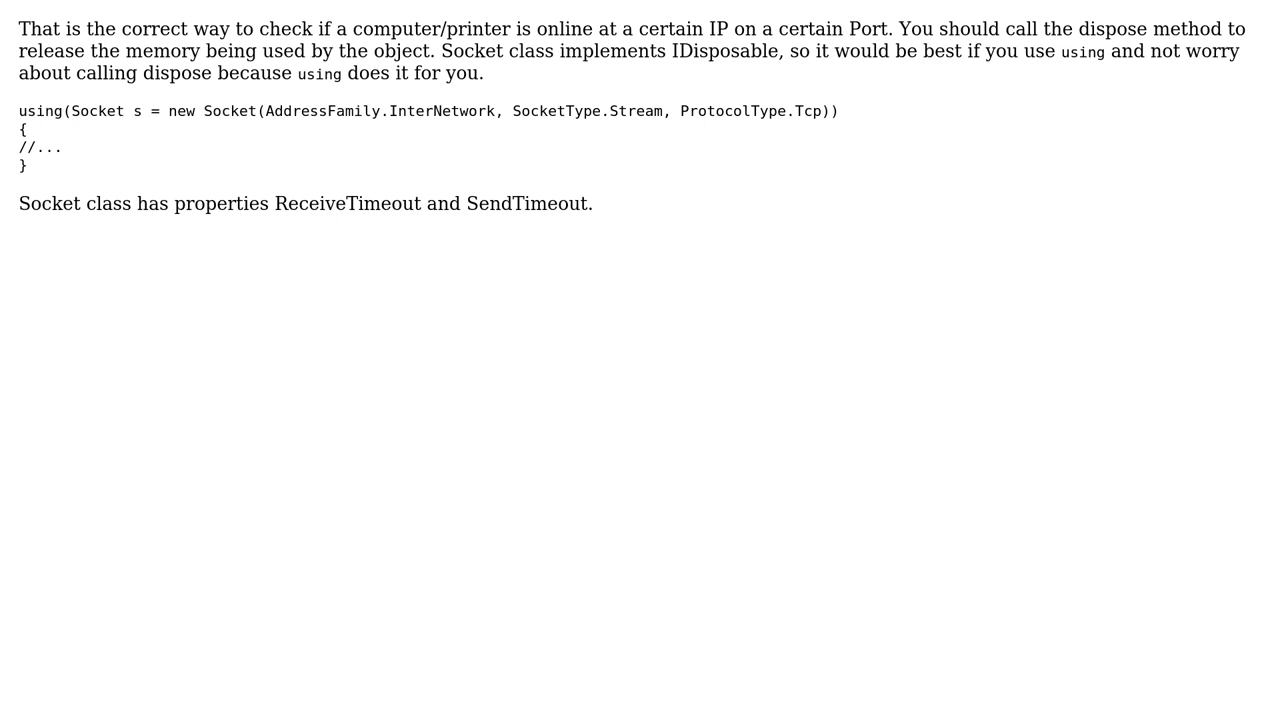 That is the correct way to check if a computer/printer is online at a certain IP on a certain Port. You should call the dispose method to
release the memory being used by the object. Socket class implements IDisposable, so it would be best if you use using and not worry
about calling dispose because using does it for you.
using(Socket s = new Socket(AddressFamily.InterNetwork, SocketType.Stream, ProtocolType.Tcp))
{
//...
}
Socket class has properties ReceiveTimeout and SendTimeout.